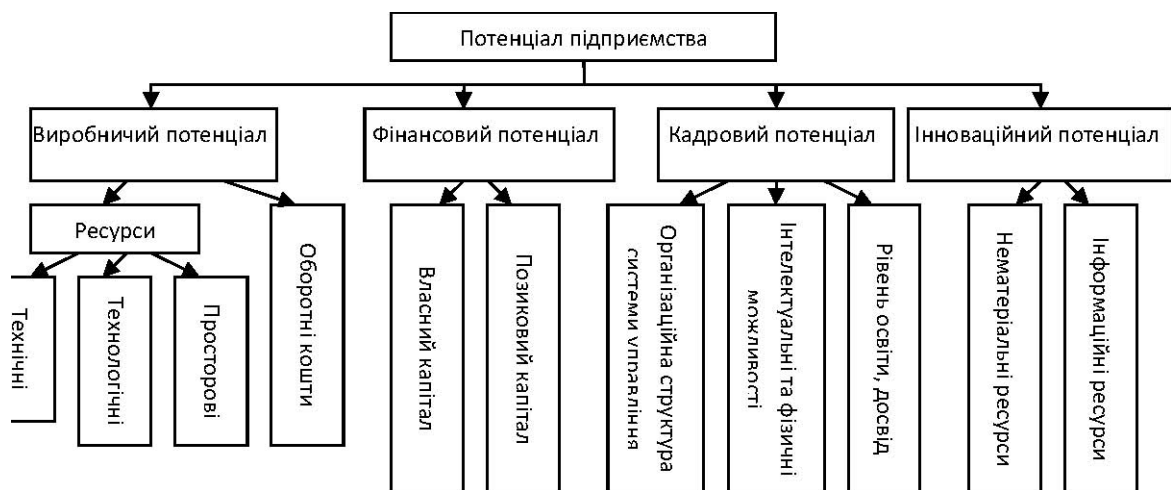 Потенціал підприємства
Виробничий потенціал
Фінансовий потенціал
Кадровий потенціал
Інноваційний потенціал
Ресурси
Технічні
Технологічні
Просторові
Оборотні кошти
Власний капітал
Позиковий капітал
Організаційна структура
системи управління
Інтелектуальні та фізичні
можливості
Рівень освіти, досвід
Нематеріальні ресурси
Інформаційні ресурси